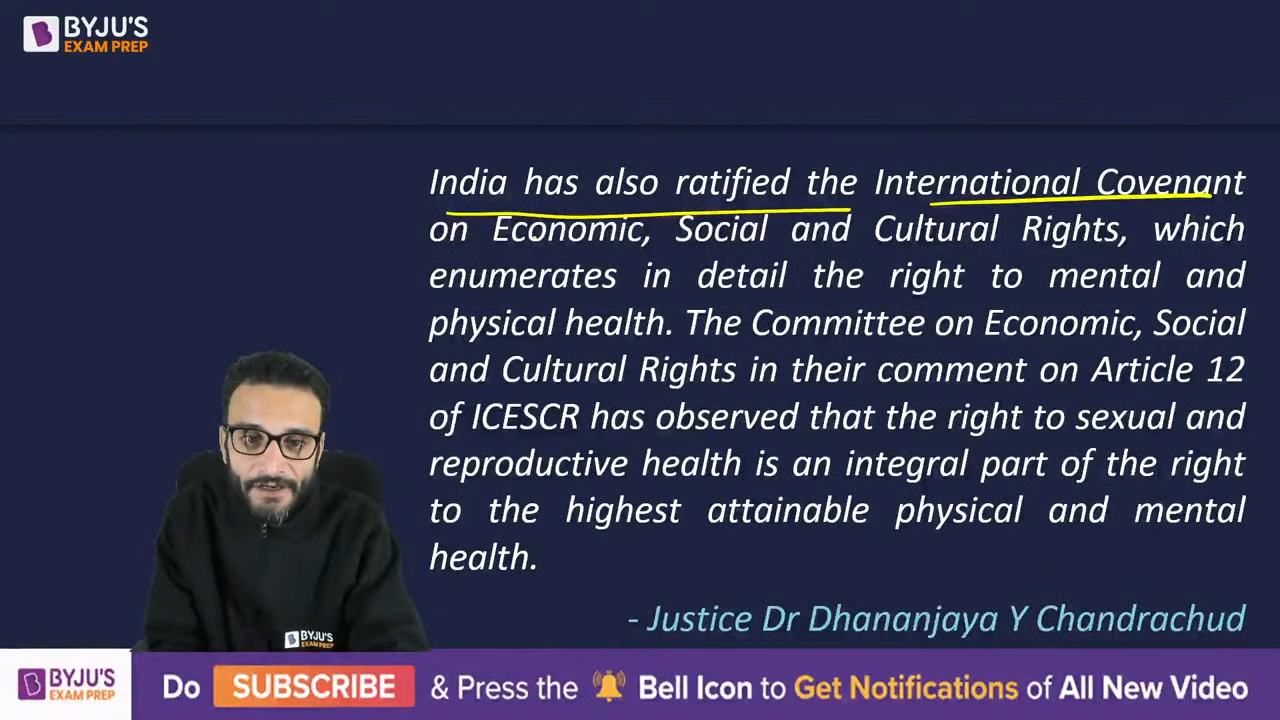 BYJU'S
EXAM PREP
India has also ratified the International Covenant
on Economic, Social and Cultural Rights, which
enumerates in detail the right to mental and
physical health. The Committee on Economic, Social
and Cultural Rights in their comment on Article 12
of ICESCR has observed that the right to sexual and
reproductive health is an integral part of the right
to the highest attainable physical and mental
health.
- Justice Dr Dhananjaya Y Chandrachud
BYJU'S
EXAM PREP
BYJU'S
EXAM PREP
Do SUBSCRIBE & Press the Bell Icon to Get Notifications of All New Video